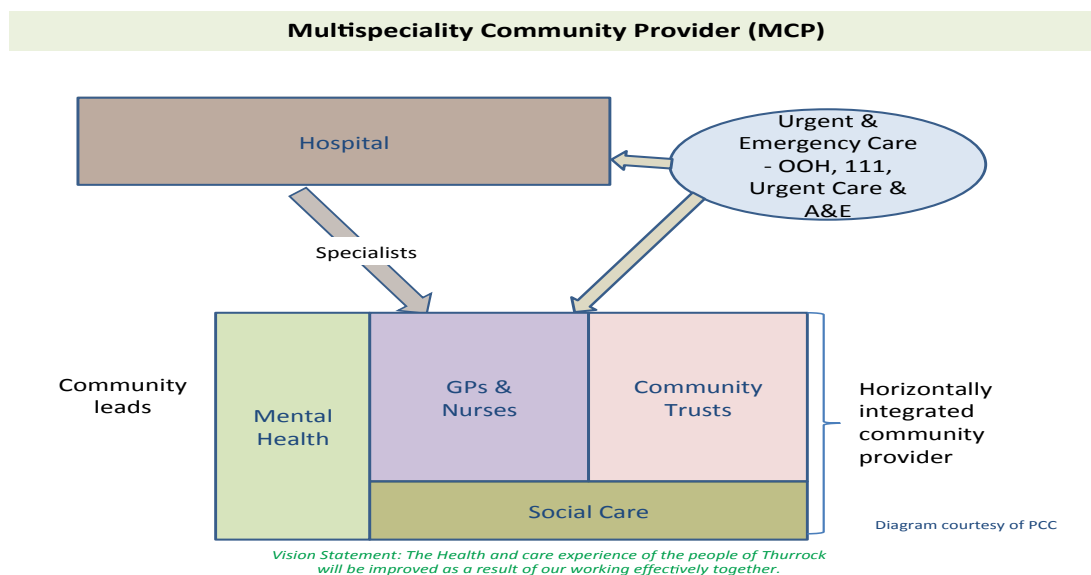 Multispeciality Community Provider (MCP)
Hospital
Urgent &
Emergency Care
- OOH, 111,
Urgent Care &
A&E
Specialists
Community
leads
Mental
Health
GPs &
Nurses
Community
Trusts
Horizontally
integrated
community
provider
Social Care
Diagram courtesy of PCC
Vision Statement: The Health and care experience of the people of Thurrock
will be improved as a result of our working effectively together.